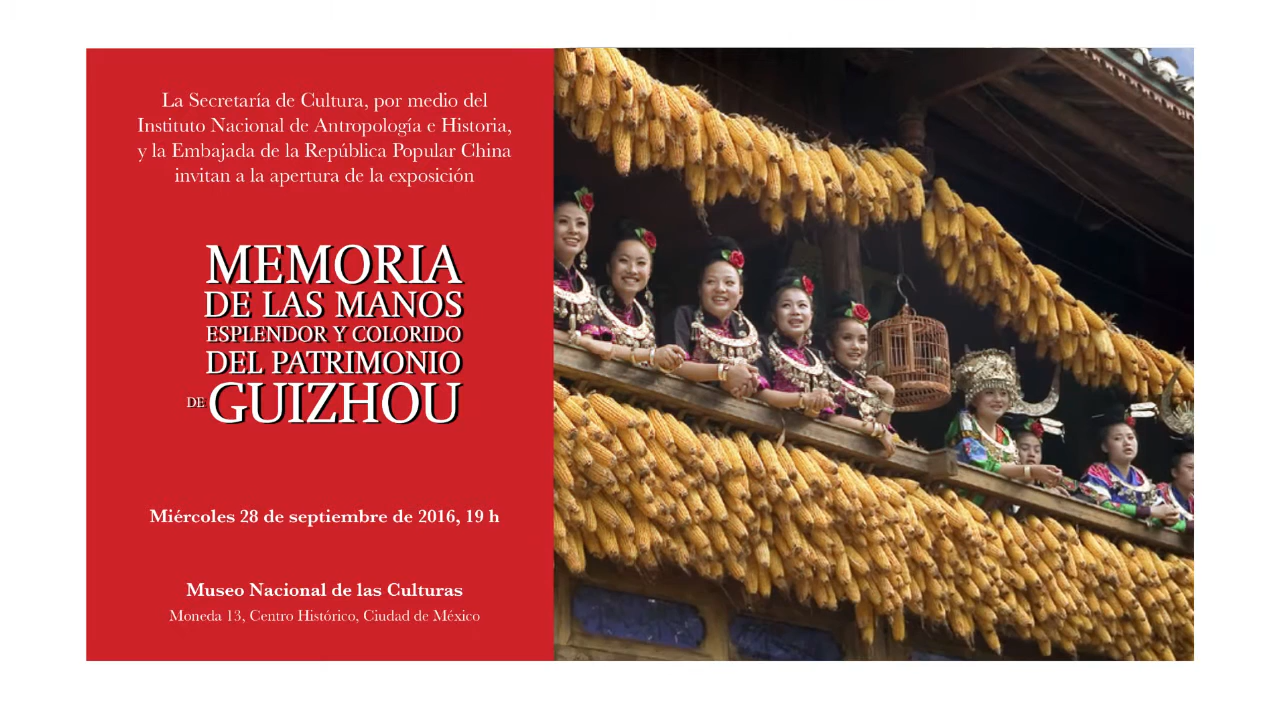 La Secretaría de Cultura, por medio del
Instituto Nacional de Antropología e Historia,
y la Embajada de la República Popular China
invitan a la apertura de la exposición
MEMORIA
DE LAS MANOS
ESPLENDOR Y COLORIDO
DEL PATRIMONIO
DE GUIZHOU
Miércoles 28 de septiembre de 2016, 19 h
Museo Nacional de las Culturas
Moneda 13, Centro Histórico, Ciudad de México